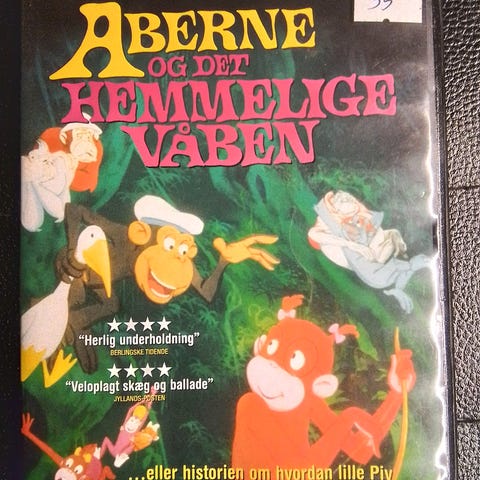 ABERNE
OG DET
HEMMELIGE
VÅBEN
"Herlig underholdning"
BERLINGSKE TIDENDE
"Veloplagt skæg og ballade"
JYLLANDS-POSTEN
...eller historien om hvordan lille Piv